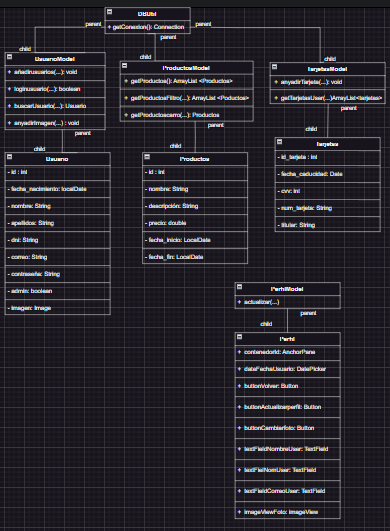 DBUtil
+ getConexion(): Connection
parent
parent
parent
child
child
child
UsuarioModel
+ añadirusuarios(...): void
+ loginusuario(...): boolean
+ buscarUsuario(...): Usuario
+ anyadirImagen(...) : void
parent
child
ProductosModel
+ getProductos(): ArrayList <Productos>
+ getProductosFiltro(...): ArrayList <Poductos>
+ getProductoscarro(...): Productos
parent
child
TarjetasModel
+ anyadirTarjeta(...): void
+ getTarjetasUser(...)ArrayList<tarjetas>
parent
child
Usuario
- id : int
- fecha_nacimiento: localDate
- nombre: String
- apellidos: String
- dni: String
- correo: String
- contraseña: String
- admin: boolean
- imagen: Image
Productos
- id : int
- nombre: String
- descripción: String
- precio: double
- fecha_inicio: LocalDate
- fecha_fin: LocalDate
tarjetas
- id_tarjeta : int
- fecha_caducidad: Date
- cvv: int
- num_tarjeta: String
- titular: String
PerfilModel
+ actualizar(...)
parent
child
Perfil
+ contenedorId: AnchorPane
+ dateFechaUsuario: DatePicker
+ buttonVolver: Button
+ buttonActualizarperfil: Button
+ buttonCambiarfoto: Button
+ textFieldNombreUser: TextField
+ textFielNomUser: TextField
+ textFieldCorreoUser: TextField
+ imageViewFoto: ImageView